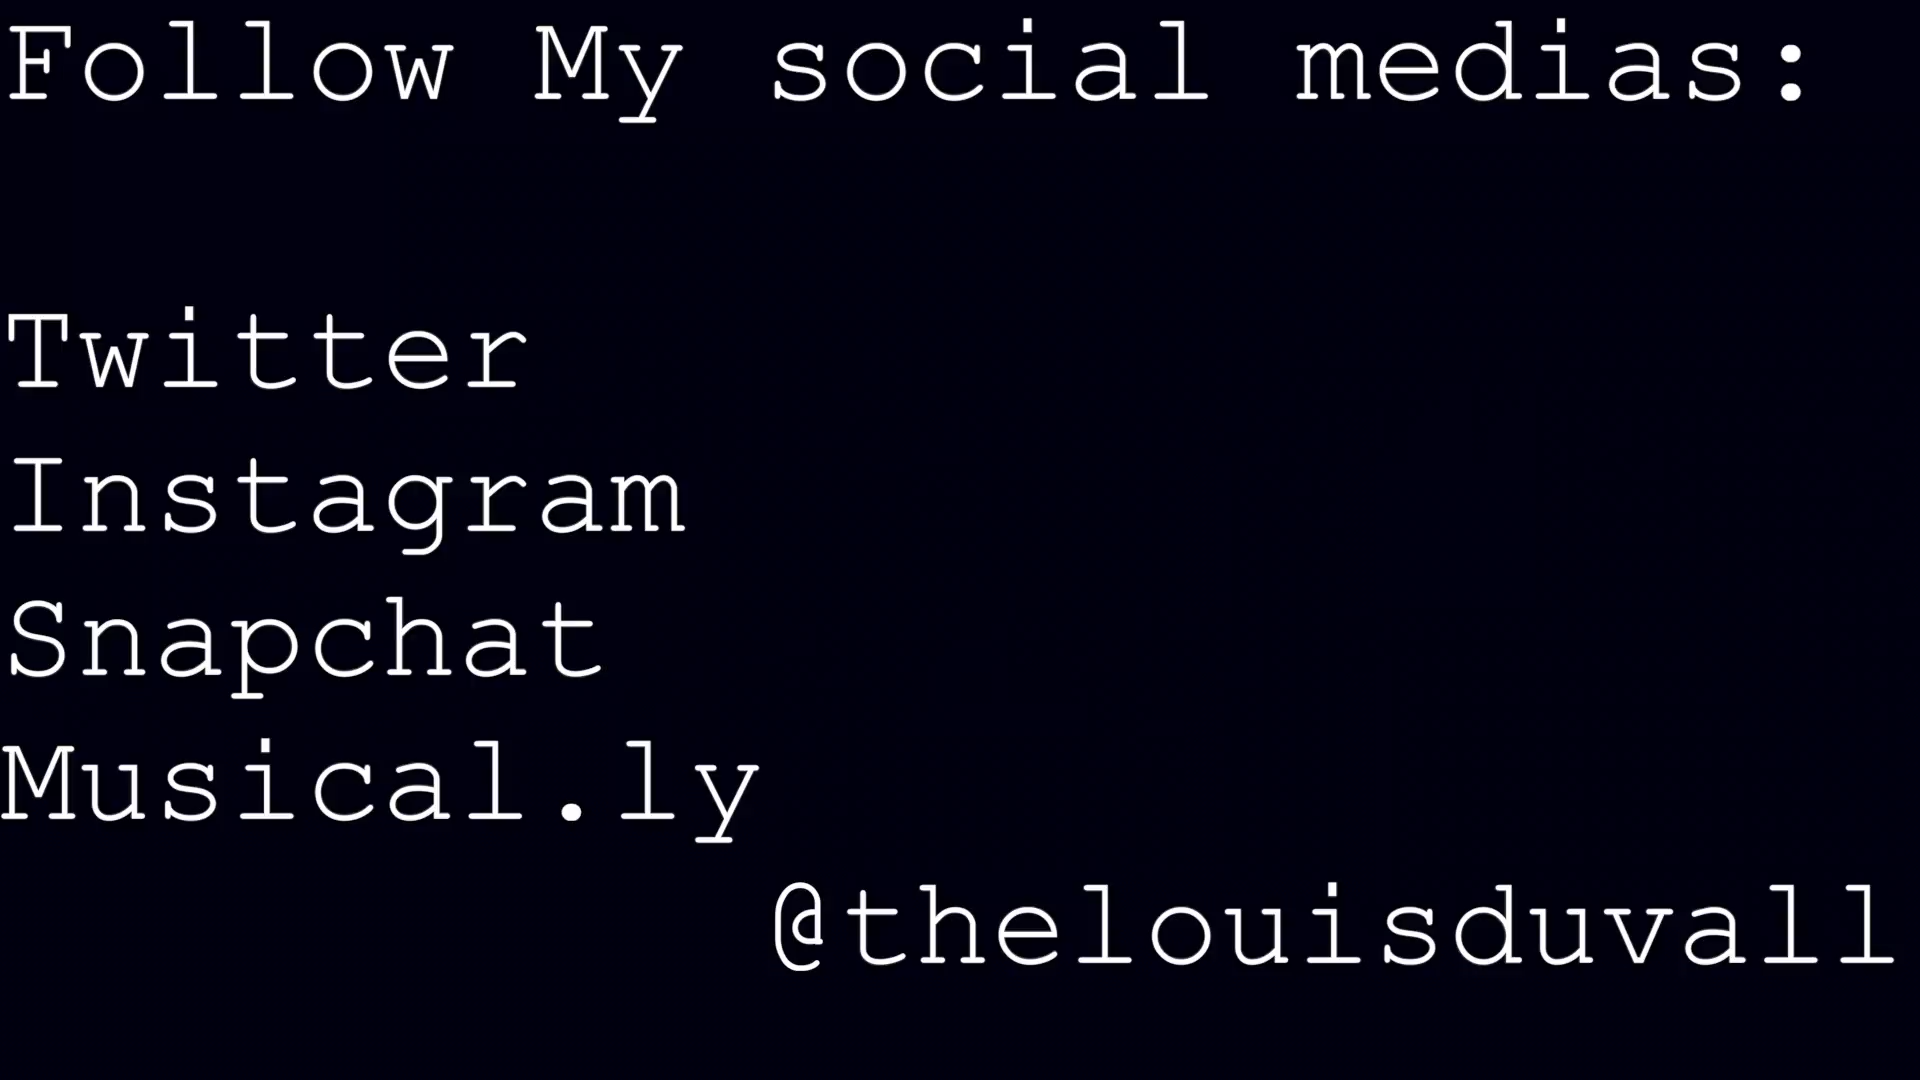 Follow My social medias:
Twitter
Instagram
Snapchat
Musical.ly
@thelouisduvall